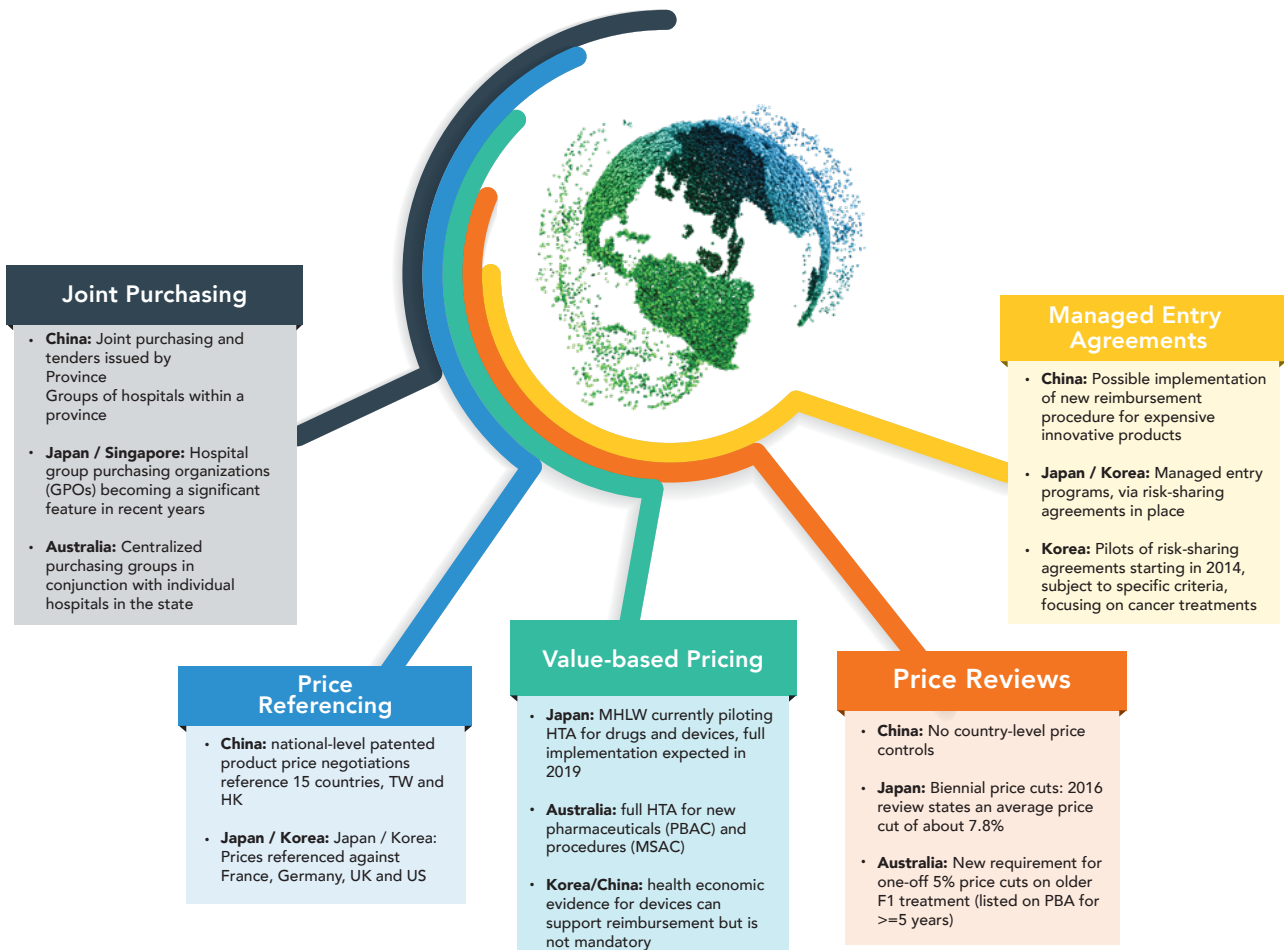 Joint Purchasing
• China: Joint purchasing and
tenders issued by
Province
Groups of hospitals within a
province
• Japan / Singapore: Hospital
group purchasing organizations
(GPOs) becoming a significant
feature in recent years
• Australia: Centralized
purchasing groups in
conjunction with individual
hospitals in the state
Price
Referencing
• China: national-level patented
product price negotiations
reference 15 countries, TW and
HK
• Japan / Korea: Japan / Korea:
Prices referenced against
France, Germany, UK and US
Value-based Pricing
• Japan: MHLW currently piloting
HTA for drugs and devices, full
implementation expected in
2019
• Australia: full HTA for new
pharmaceuticals (PBAC) and
procedures (MSAC)
• Korea/China: health economic
evidence for devices can
support reimbursement but is
not mandatory
Price Reviews
• China: No country-level price
controls
• Japan: Biennial price cuts: 2016
review states an average price
cut of about 7.8%
• Australia: New requirement for
one-off 5% price cuts on older
F1 treatment (listed on PBA for
>=5 years)
Managed Entry
Agreements
• China: Possible implementation
of new reimbursement
procedure for expensive
innovative products
• Japan / Korea: Managed entry
programs, via risk-sharing
agreements in place
• Korea: Pilots of risk-sharing
agreements starting in 2014,
subject to specific criteria,
focusing on cancer treatments